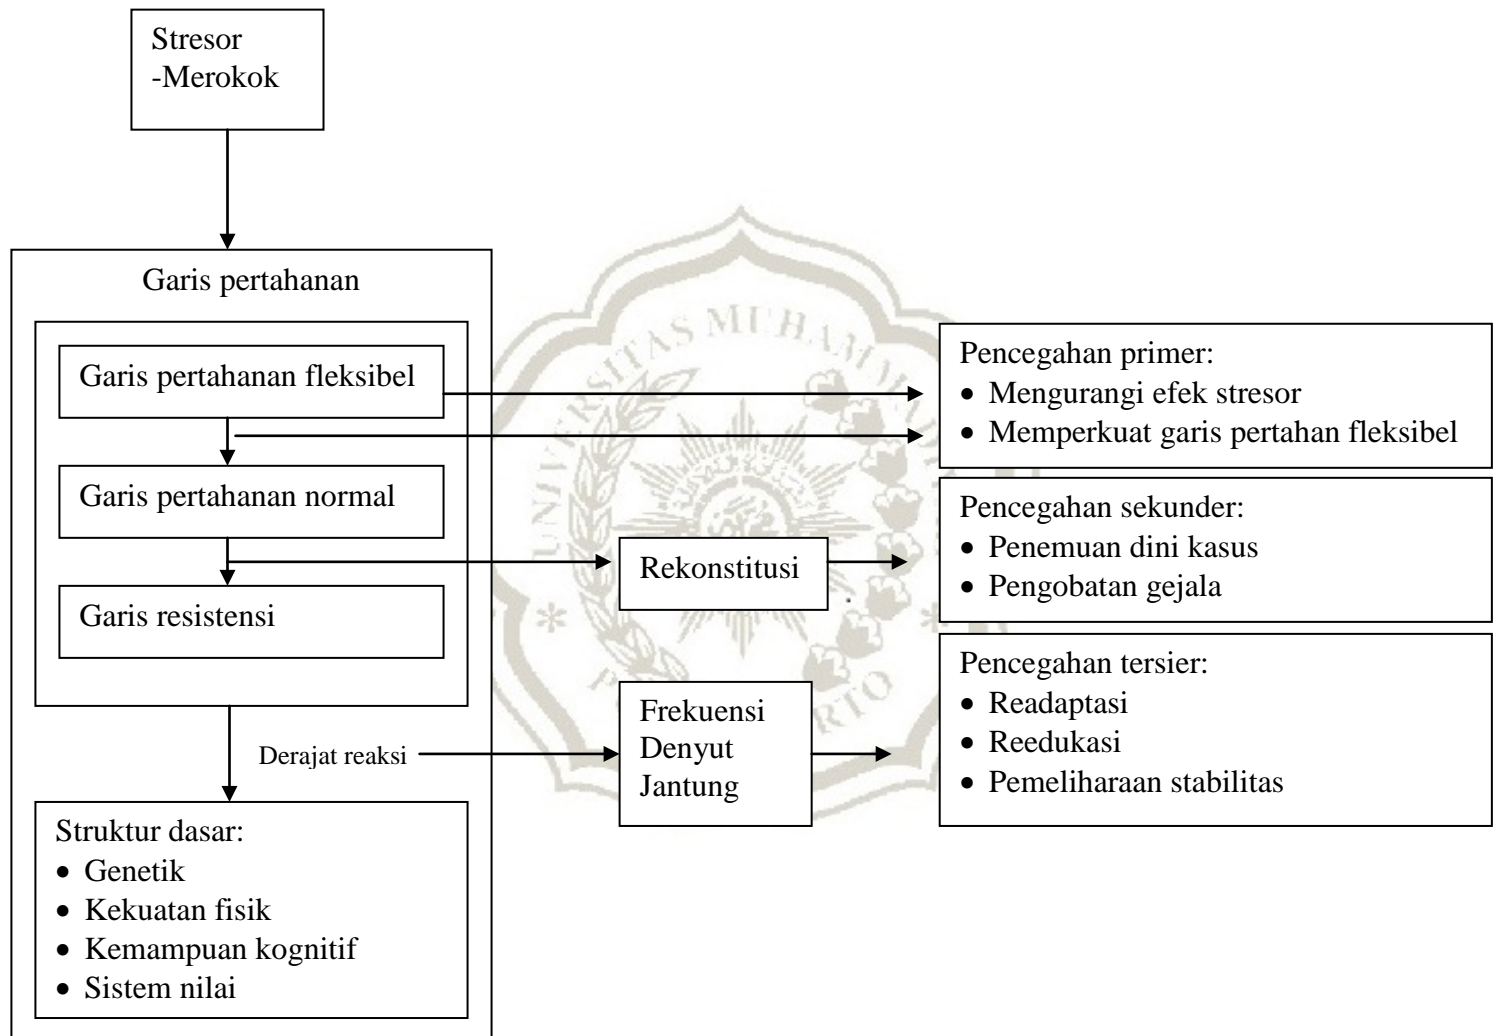 Stresor
-Merokok
Garis pertahanan
Garis pertahanan fleksibel
Garis pertahanan normal
Garis resistensi
Derajat reaksi
Struktur dasar:
• Genetik
• Kekuatan fisik
• Kemampuan kognitif
• Sistem nilai
Rekonstitusi
Frekuensi
Denyut
Jantung
Pencegahan primer:
• Mengurangi efek stresor
• Memperkuat garis pertahan fleksibel
Pencegahan sekunder:
• Penemuan dini kasus
• Pengobatan gejala
Pencegahan tersier:
• Readaptasi
• Reedukasi
• Pemeliharaan stabilitas